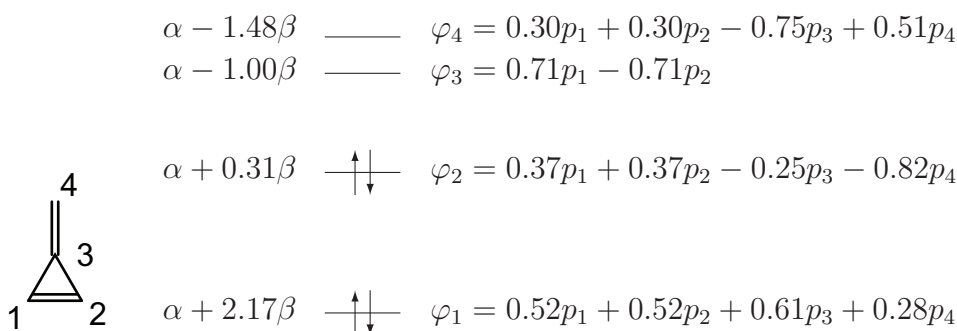 α − 1.48β φ₄ = 0.30p₁ + 0.30p₂ − 0.75p₃ + 0.51p₄
α − 1.00β φ₃ = 0.71p₁ − 0.71p₂
α + 0.31β φ₂ = 0.37p₁ + 0.37p₂ − 0.25p₃ − 0.82p₄
4
3
1 2
α + 2.17β φ₁ = 0.52p₁ + 0.52p₂ + 0.61p₃ + 0.28p₄